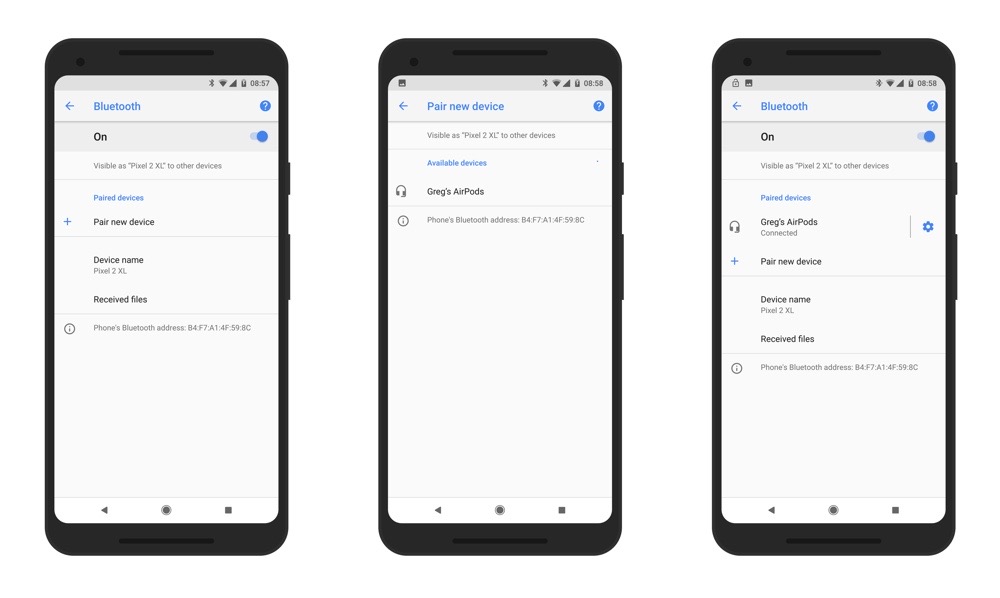 08:57
Bluetooth
On
Visible as “Pixel 2 XL” to other devices
Paired devices
Pair new device
Device name
Pixel 2 XL
Received files
Phone's Bluetooth address: B4:F7:A1:4F:59:8C
08:58
Pair new device
Visible as “Pixel 2 XL” to other devices
Available devices
Greg's AirPods
Phone's Bluetooth address: B4:F7:A1:4F:59:8C
08:58
Bluetooth
On
Visible as “Pixel 2 XL” to other devices
Paired devices
Greg's AirPods
Connected
Pair new device
Device name
Pixel 2 XL
Received files
Phone's Bluetooth address: B4:F7:A1:4F:59:8C